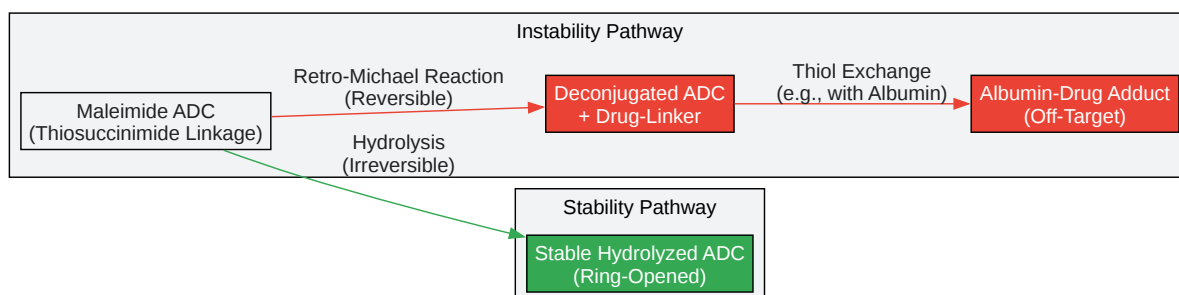 Instability Pathway
Maleimide ADC
(Thiosuccinimide Linkage)
Retro-Michael Reaction
(Reversible)
Deconjugated ADC
+ Drug-Linker
Thiol Exchange
(e.g., with Albumin)
Albumin-Drug Adduct
(Off-Target)
Hydrolysis
(Irreversible)
Stability Pathway
Stable Hydrolyzed ADC
(Ring-Opened)